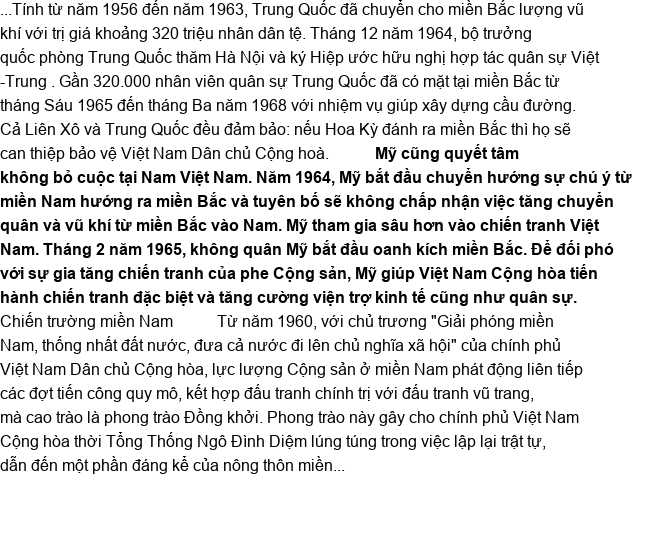 ...Tính từ năm 1956 đến năm 1963, Trung Quốc đã chuyển cho miền Bắc lượng vũ
khí với trị giá khoảng 320 triệu nhân dân tệ. Tháng 12 năm 1964, bộ trưởng
quốc phòng Trung Quốc thăm Hà Nội và ký Hiệp ước hữu nghị hợp tác quân sự Việt
-Trung . Gần 320.000 nhân viên quân sự Trung Quốc đã có mặt tại miền Bắc từ
tháng Sáu 1965 đến tháng Ba năm 1968 với nhiệm vụ giúp xây dựng cầu đường.
Cả Liên Xô và Trung Quốc đều đảm bảo: nếu Hoa Kỳ đánh ra miền Bắc thì họ sẽ
can thiệp bảo vệ Việt Nam Dân chủ Cộng hoà. Mỹ cũng quyết tâm
không bỏ cuộc tại Nam Việt Nam. Năm 1964, Mỹ bắt đầu chuyển hướng sự chú ý từ
miền Nam hướng ra miền Bắc và tuyên bố sẽ không chấp nhận việc tăng chuyển
quân và vũ khí từ miền Bắc vào Nam. Mỹ tham gia sâu hơn vào chiến tranh Việt
Nam. Tháng 2 năm 1965, không quân Mỹ bắt đầu oanh kích miền Bắc. Để đối phó
với sự gia tăng chiến tranh của phe Cộng sản, Mỹ giúp Việt Nam Cộng hòa tiến
hành chiến tranh đặc biệt và tăng cường viện trợ kinh tế cũng như quân sự.
Chiến trường miền Nam Từ năm 1960, với chủ trương "Giải phóng miền
Nam, thống nhất đất nước, đưa cả nước đi lên chủ nghĩa xã hội" của chính phủ
Việt Nam Dân chủ Cộng hòa, lực lượng Cộng sản ở miền Nam phát động liên tiếp
các đợt tiến công quy mô, kết hợp đấu tranh chính trị với đấu tranh vũ trang,
mà cao trào là phong trào Đồng khởi. Phong trào này gây cho chính phủ Việt Nam
Cộng hòa thời Tổng Thống Ngô Đình Diệm lúng túng trong việc lập lại trật tự,
dẫn đến một phần đáng kể của nông thôn miền...